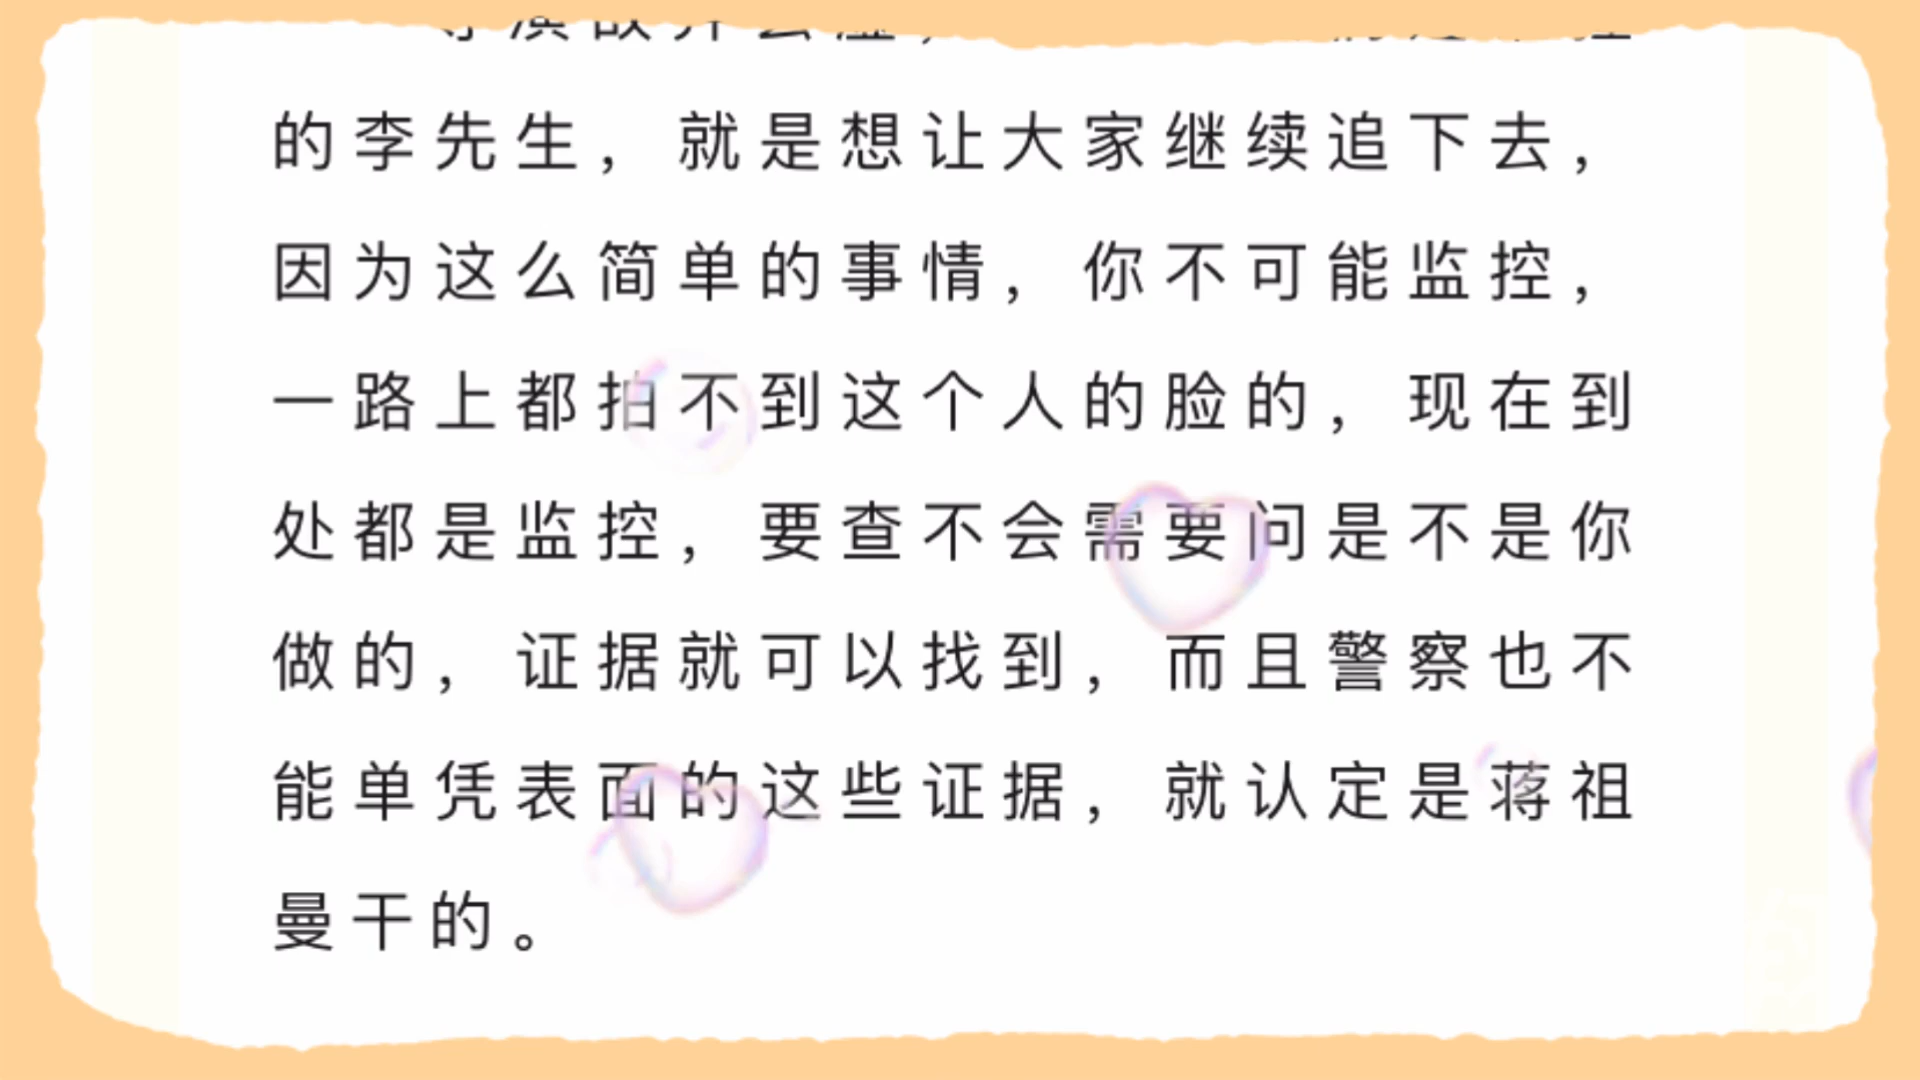 的李先生，就是想让大家继续追下去，
因为这么简单的事情，你不可能监控，
一路上都拍不到这个人的脸的，现在到
处都是监控，要查不会需要问是不是你
做的，证据就可以找到，而且警察也不
能单凭表面的这些证据，就认定是蒋祖
曼干的。